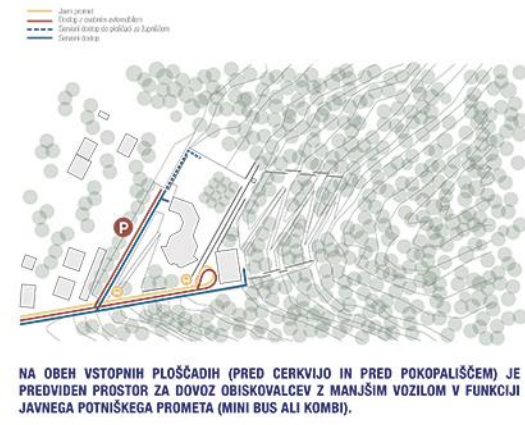 Javni promet
Dostop z osebnim avtomobilom
Servisni dostop do ploščadi za župniščem
Servisni dostop
P
NA OBEH VSTOPNIH PLOŠČADIH (PRED CERKVIJO IN PRED POKOPALIŠČEM) JE
PREDVIDEN PROSTOR ZA DOVOZ OBISKOVALCEV Z MANJŠIM VOZILOM V FUNKCIJI
JAVNEGA POTNIŠKEGA PROMETA (MINI BUS ALI KOMBI).